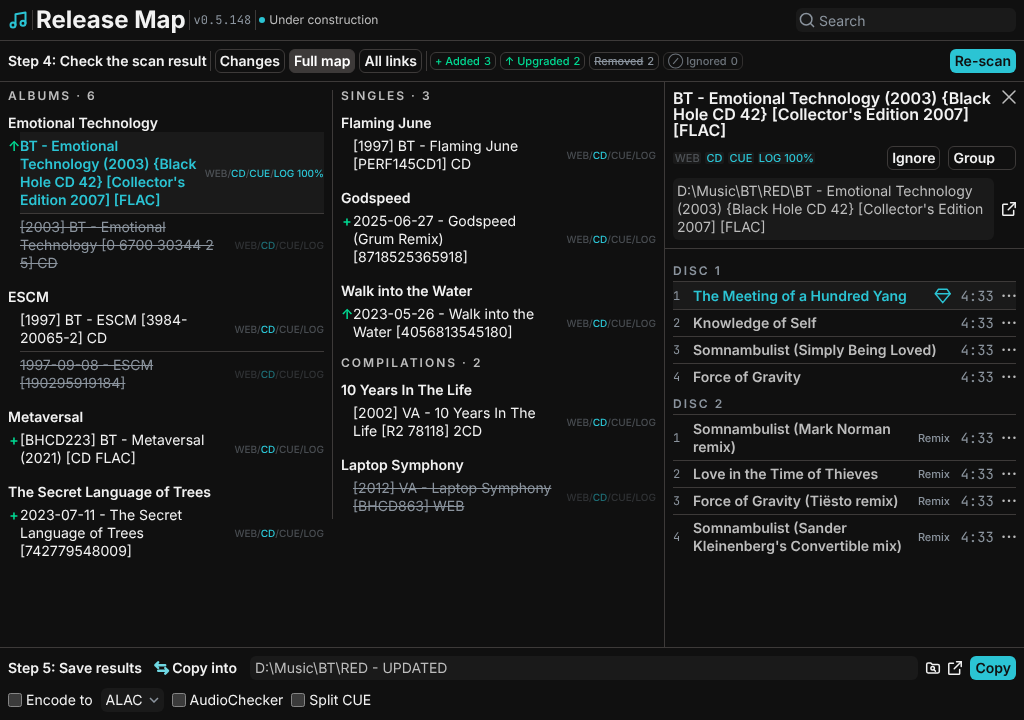 Release Map v0.5.148 Under construction Search
Step 4: Check the scan result Changes Full map All links + Added 3 ↑ Upgraded 2 Removed 2 Ignored 0 Re-scan
ALBUMS · 6
Emotional Technology
↑BT - Emotional
Technology (2003) {Black
Hole CD 42} [Collector's
Edition 2007] [FLAC]
WEB/CD/CUE/LOG 100%
[2003] BT - Emotional
Technology [0 6700 30344 2
5] CD
WEB/CD/CUE/LOG
ESCM
[1997] BT - ESCM [3984-
20065-2] CD
WEB/CD/CUE/LOG
1997-09-08 - ESCM
[190295919184]
WEB/CD/CUE/LOG
Metaversal
+[BHCD223] BT - Metaversal
(2021) [CD FLAC]
WEB/CD/CUE/LOG
The Secret Language of Trees
+2023-07-11 - The Secret
Language of Trees
[742779548009]
WEB/CD/CUE/LOG
SINGLES · 3
Flaming June
[1997] BT - Flaming June
[PERF145CD1] CD
WEB/CD/CUE/LOG
Godspeed
+2025-06-27 - Godspeed
(Grum Remix)
[8718525365918]
WEB/CD/CUE/LOG
Walk into the Water
↑2023-05-26 - Walk into the
Water [4056813545180]
WEB/CD/CUE/LOG
COMPILATIONS · 2
10 Years In The Life
[2002] VA - 10 Years In The
Life [R2 78118] 2CD
WEB/CD/CUE/LOG
Laptop Symphony
[2012] VA - Laptop Symphony
[BHCD863] WEB
WEB/CD/CUE/LOG
BT - Emotional Technology (2003) {Black
Hole CD 42} [Collector's Edition 2007]
[FLAC]
WEB CD CUE LOG 100% Ignore Group
D:\Music\BT\RED\BT - Emotional Technology
(2003) {Black Hole CD 42} [Collector's Edition
2007] [FLAC]
DISC 1
1 The Meeting of a Hundred Yang 4:33
2 Knowledge of Self 4:33
3 Somnambulist (Simply Being Loved) 4:33
4 Force of Gravity 4:33
DISC 2
1 Somnambulist (Mark Norman
remix) Remix 4:33
2 Love in the Time of Thieves Remix 4:33
3 Force of Gravity (Tiësto remix) Remix 4:33
4 Somnambulist (Sander
Kleinenberg's Convertible mix) Remix 4:33
Step 5: Save results Copy into D:\Music\BT\RED - UPDATED Copy
Encode to ALAC AudioChecker Split CUE